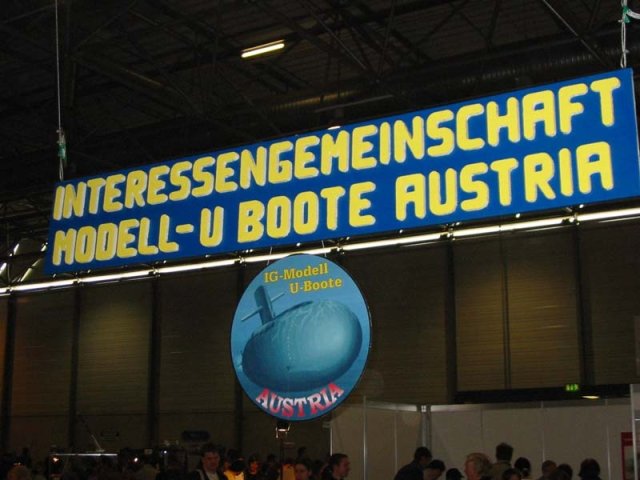 INTERESSENGEMEINSCHAFT
MODELL-U BOOTE AUSTRIA
IG-Modell
U-Boote
AUSTRIA